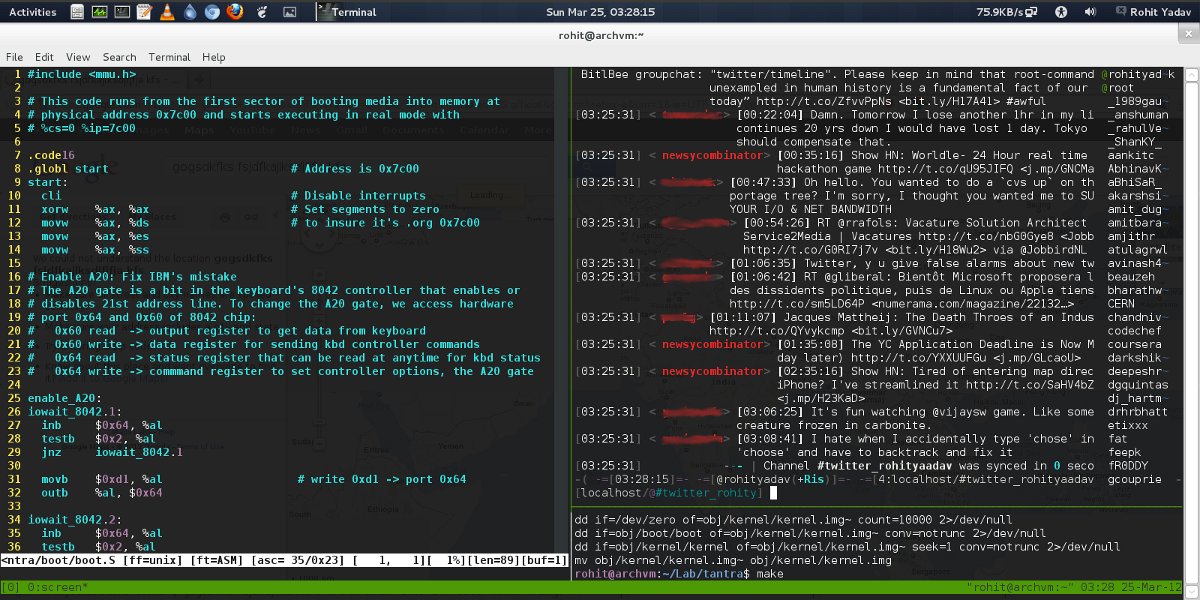 Activities Terminal Sun Mar 25, 03:28:15 75.9KB/s Rohit Yadav
rohit@archvm:~
File Edit View Search Terminal Help
1 #include <mmu.h>
2
3 # This code runs from the first sector of booting media into memory at
4 # physical address 0x7c00 and starts executing in real mode with
5 # %cs=0 %ip=7c00
6
7 .code16
8 .globl start # Address is 0x7c00
9 start:
10 cli # Disable interrupts
11 xorw %ax, %ax # Set segments to zero
12 movw %ax, %ds # to insure it's .org 0x7c00
13 movw %ax, %es
14 movw %ax, %ss
15
16 # Enable A20: Fix IBM's mistake
17 # The A20 gate is a bit in the keyboard's 8042 controller that enables or
18 # disables 21st address line. To change the A20 gate, we access hardware
19 # port 0x64 and 0x60 of 8042 chip:
20 # 0x60 read -> output register to get data from keyboard
21 # 0x60 write -> data register for sending kbd controller commands
22 # 0x64 read -> status register that can be read at anytime for kbd status
23 # 0x64 write -> commmand register to set controller options, the A20 gate
24
25 enable_A20:
26 iowait_8042.1:
27 inb $0x64, %al
28 testb $0x2, %al
29 jnz iowait_8042.1
30
31 movb $0xd1, %al # write 0xd1 -> port 0x64
32 outb %al, $0x64
33
34 iowait_8042.2:
35 inb $0x64, %al
36 testb $0x2, %al
<ntra/boot/boot.S [ff=unix] [ft=ASM] [asc= 35/0x23] [ 1, 1][ 1%][len=89][buf=1]
BitlBee groupchat: "twitter/timeline". Please keep in mind that root-command @rohityad~k
unexampled in human history is a fundamental fact of our @root
today” http://t.co/ZfvvPpNs <bit.ly/H17A41> #awful _1989gau_
[03:25:31] < > [00:22:04] Damn. Tomorrow I lose another 1hr in my li _anshuman
continues 20 yrs down I would have lost 1 day. Tokyo _rahulVe~
should compensate that. _ShanKY_
[03:25:31] < newsycombinator> [00:35:16] Show HN: Worldle- 24 Hour real time aankitc
hackathon game http://t.co/qU95JIFQ <j.mp/GNCMa AbhinavK~
[03:25:31] < > [00:47:33] Oh hello. You wanted to do a `cvs up` on th aBhiSaR_
portage tree? I'm sorry, I thought you wanted me to SU akarshsi~
YOUR I/O & NET BANDWIDTH amit_dug~
[03:25:31] < > [00:54:26] RT @rrafols: Vacature Solution Architect amitbara~
Service2Media | Vacatures http://t.co/nbG0Gye8 <Jobb amjithr
http://t.co/G0RI7j7v <bit.ly/H18Wu2> via @JobbirdNL atulagrwl
[03:25:31] < > [01:06:35] Twitter, y u give false alarms about new tw avinash4~
[03:25:31] < > [01:06:42] RT @gliberal: Bientôt Microsoft proposera l beauzeh
des dissidents politique, puis de Linux ou Apple tiens bharathw~
http://t.co/sm5LD64P <numerama.com/magazine/22132…> CERN
[03:25:31] < > [01:11:07] Jacques Mattheij: The Death Throes of an Indus chandniv~
http://t.co/QYvykcmp <bit.ly/GVNCu7> codechef
[03:25:31] < newsycombinator> [01:35:08] The YC Application Deadline is Now M coursera
day later) http://t.co/YXXUUFGu <j.mp/GLcaoU> darkshik~
[03:25:31] < newsycombinator> [02:35:16] Show HN: Tired of entering map direc deepeshr~
iPhone? I've streamlined it http://t.co/SaHV4bZ dgquintas
<j.mp/H23KaD> dj_hartm~
[03:25:31] < > [03:06:25] It's fun watching @vijaysw game. Like some drhrbhatt
creature frozen in carbonite. etixxx
[03:25:31] < > [03:08:41] I hate when I accidentally type 'chose' in fat
'choose' and have to backtrack and fix it feepk
[03:25:31] --- | Channel #twitter_rohityaadav was synced in 0 seco fR0DDY
-( -=[03:28:15]=- -=[@rohityadav(+Ris)]=- -=[4:localhost/#twitter_rohityaadav gcouprie -
[localhost/@#twitter_rohity]
dd if=/dev/zero of=obj/kernel/kernel.img~ count=10000 2>/dev/null
dd if=obj/boot/boot of=obj/kernel/kernel.img~ conv=notrunc 2>/dev/null
dd if=obj/kernel/kernel of=obj/kernel/kernel.img~ seek=1 conv=notrunc 2>/dev/null
mv obj/kernel/kernel.img~ obj/kernel/kernel.img
rohit@archvm:~/Lab/tantra$ make
[0] 0:screen* "rohit@archvm:~" 03:28 25-Mar-12